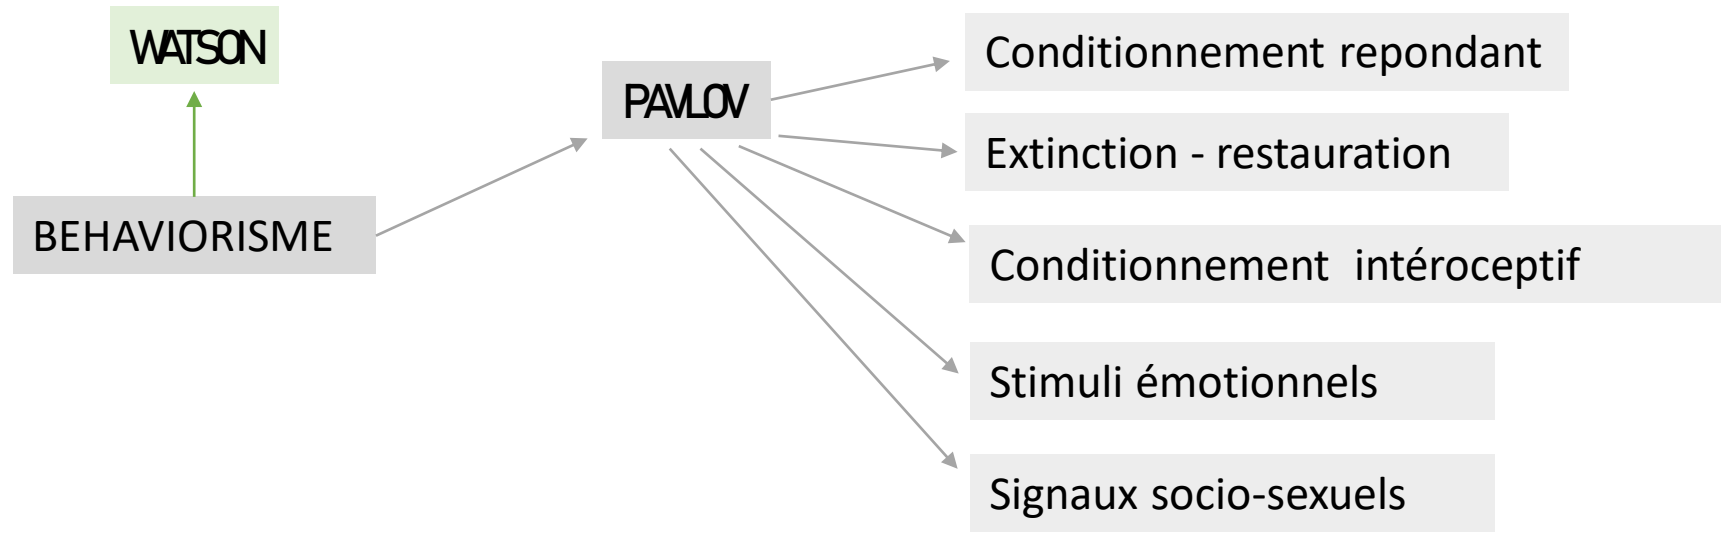 WATSON
BEHAVIORISME
PAVLOV
Conditionnement repondant
Extinction - restauration
Conditionnement  intéroceptif
Stimuli émotionnels
Signaux socio-sexuels